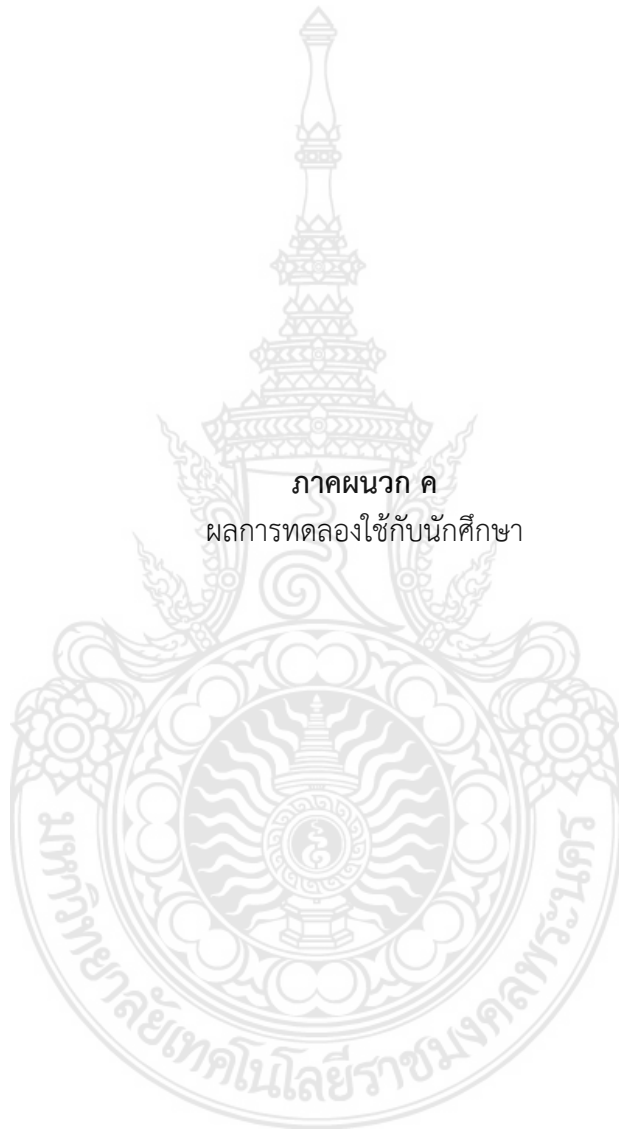 ภาคผนวก ค
ผลการทดลองใช้กับนักศึกษา
มหาวิทยาลัยเทคโนโลยีราชมงคลพระนคร